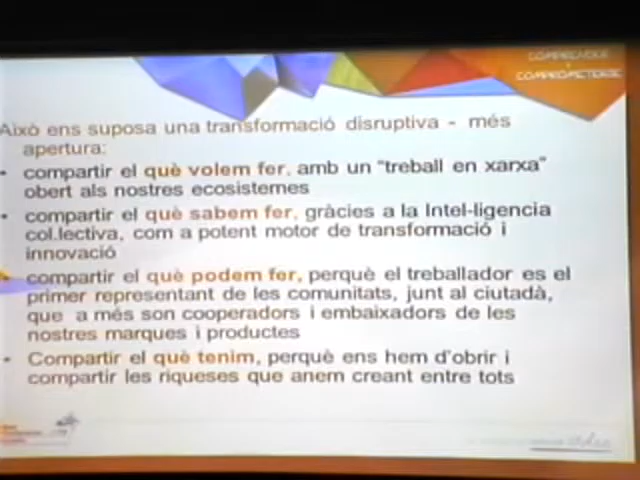 COMPRENDRE
I
COMPROMETERSE
Això ens suposa una transformació disruptiva - més
apertura:
compartir el què volem fer, amb un "treball en xarxa"
obert als nostres ecosistemes
compartir el què sabem fer, gràcies a la Intel-ligencia
col.lectiva, com a potent motor de transformació i
innovació
compartir el què podem fer, perquè el treballador es el
primer representant de les comunitats, junt al ciutadà,
que a més son cooperadors i embaixadors de les
nostres marques i productes
Compartir el què tenim, perquè ens hem d'obrir i
compartir les riqueses que anem creant entre tots